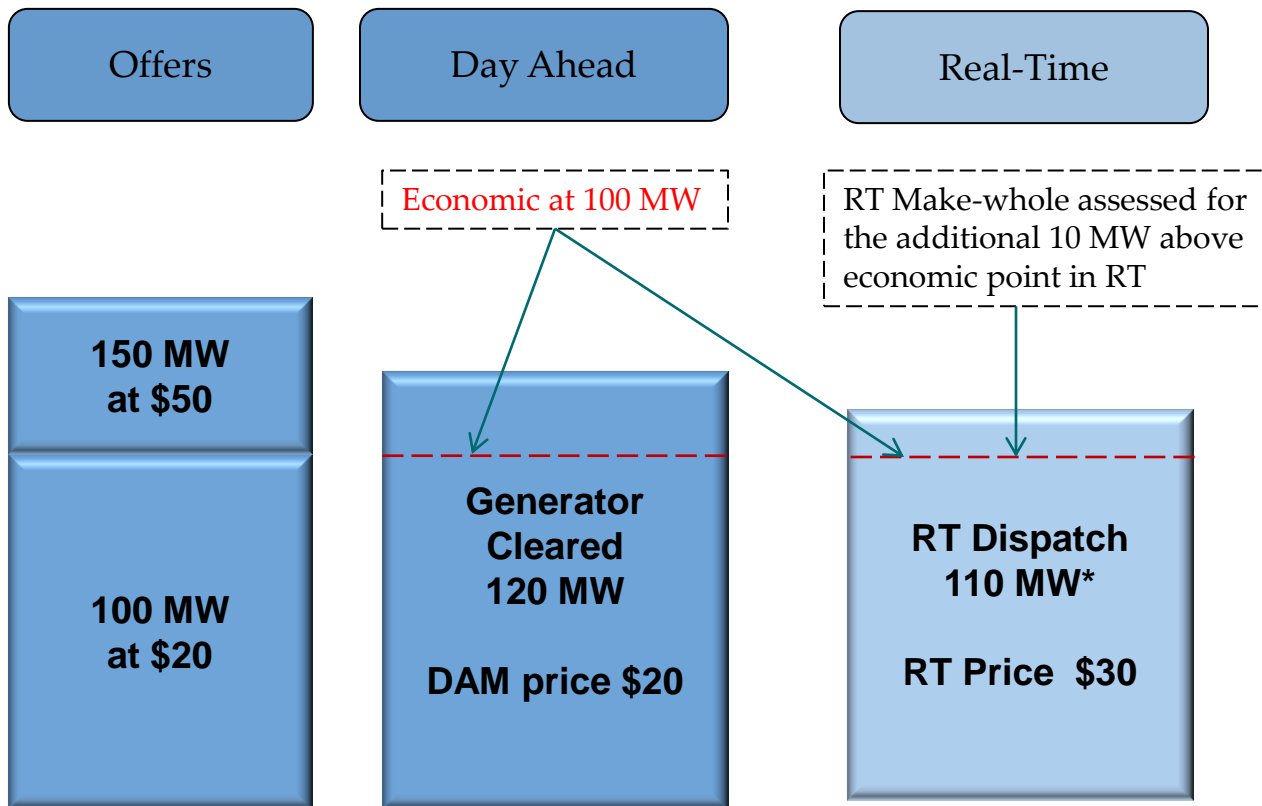 Offers
Day Ahead
Real-Time
Economic at 100 MW
RT Make-whole assessed for
the additional 10 MW above
economic point in RT
150 MW
at $50
100 MW
at $20
Generator
Cleared
120 MW
DAM price $20
RT Dispatch
110 MW*
RT Price $30